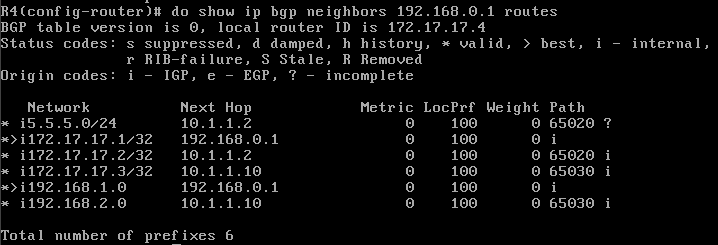 R4(config-router)# do show ip bgp neighbors 192.168.0.1 routes
BGP table version is 0, local router ID is 172.17.17.4
Status codes: s suppressed, d damped, h history, * valid, > best, i - internal,
              r RIB-failure, S Stale, R Removed
Origin codes: i - IGP, e - EGP, ? - incomplete

   Network          Next Hop            Metric LocPrf Weight Path
* i5.5.5.0/24       10.1.1.2                 0    100      0 65020 ?
*>i172.17.17.1/32   192.168.0.1              0    100      0 i
* i172.17.17.2/32   10.1.1.2                 0    100      0 65020 i
* i172.17.17.3/32   10.1.1.10                0    100      0 65030 i
*>i192.168.1.0      192.168.0.1              0    100      0 i
* i192.168.2.0      10.1.1.10                0    100      0 65030 i

Total number of prefixes 6